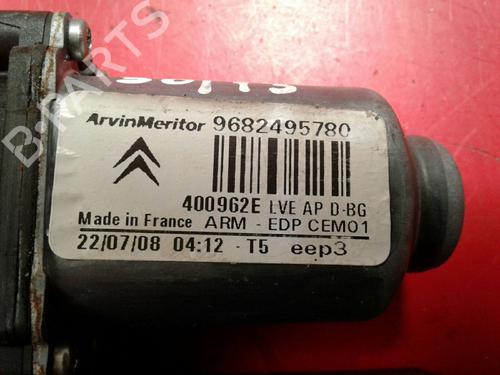 B-PARTS
ArvinMeritor 9682495780
400962E LVE AP D-BG
Made in France ARM - EDP CEM01
22/07/08 04:12 - T5 eep3